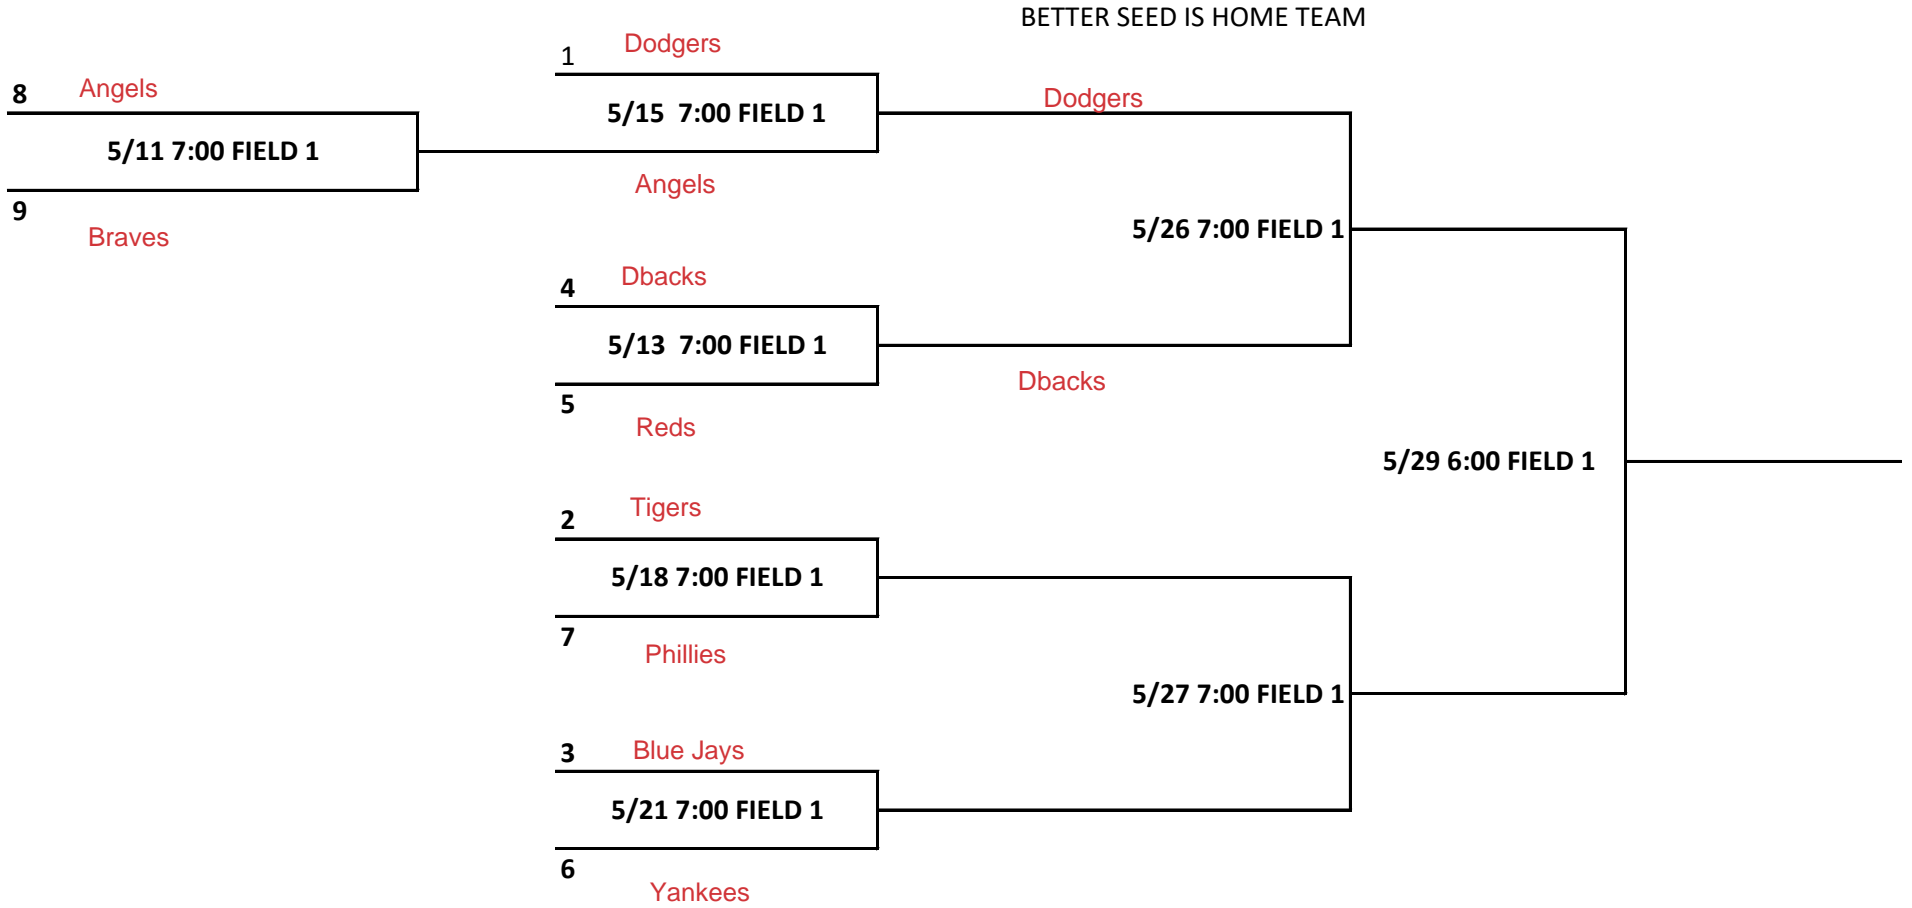 BETTER SEED IS HOME TEAM
1 Dodgers
8 Angels
5/15 7:00 FIELD 1
Dodgers
5/11 7:00 FIELD 1
Angels
9
Braves
5/26 7:00 FIELD 1
4 Dbacks
5/13 7:00 FIELD 1
Dbacks
5
Reds
5/29 6:00 FIELD 1
2 Tigers
5/18 7:00 FIELD 1
7
Phillies
5/27 7:00 FIELD 1
3 Blue Jays
5/21 7:00 FIELD 1
6
Yankees